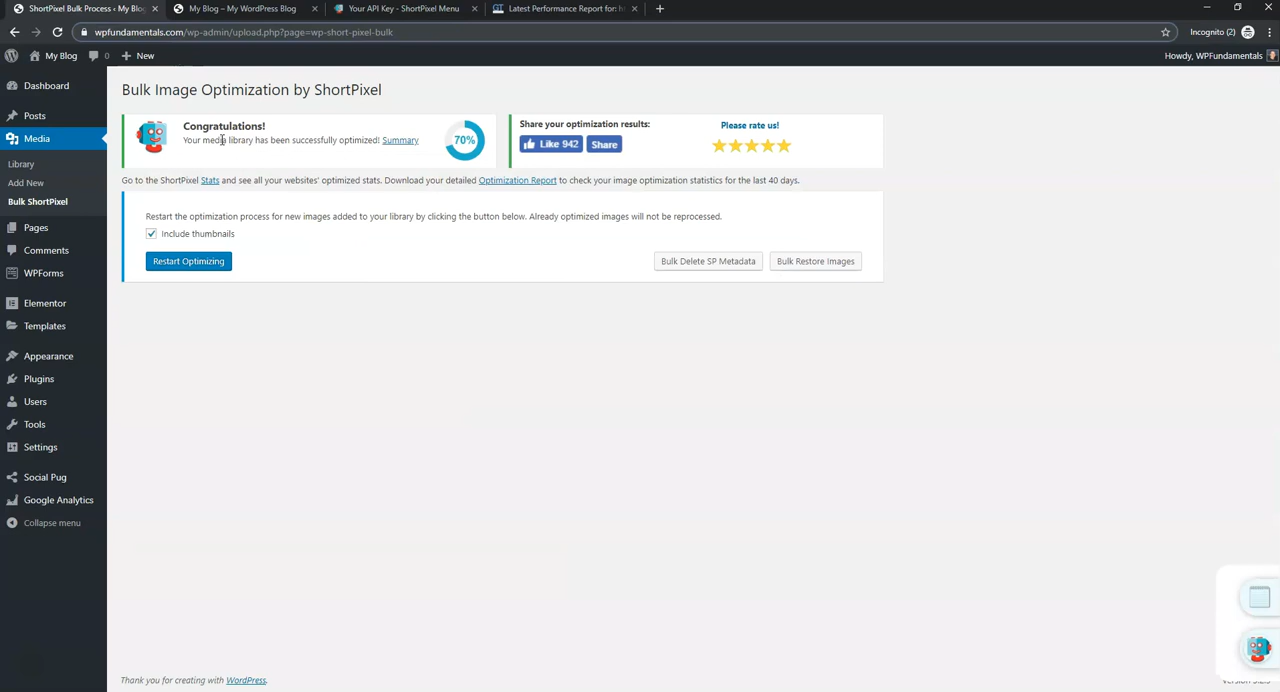 ShortPixel Bulk Process ‹ My Blo
My Blog – My WordPress Blog
Your API Key - ShortPixel Menu
Latest Performance Report for: h
wpfundamentals.com/wp-admin/upload.php?page=wp-short-pixel-bulk
Incognito (2)
My Blog
0
New
Howdy, WPFundamentals
Dashboard
Posts
Media
Library
Add New
Bulk ShortPixel
Pages
Comments
WPForms
Elementor
Templates
Appearance
Plugins
Users
Tools
Settings
Social Pug
Google Analytics
Collapse menu
Bulk Image Optimization by ShortPixel
Congratulations!
Your media library has been successfully optimized! Summary
70%
Share your optimization results:
Like 942
Share
Please rate us!
Go to the ShortPixel Stats and see all your websites' optimized stats. Download your detailed Optimization Report to check your image optimization statistics for the last 40 days.
Restart the optimization process for new images added to your library by clicking the button below. Already optimized images will not be reprocessed.
Include thumbnails
Restart Optimizing
Bulk Delete SP Metadata
Bulk Restore Images
Thank you for creating with WordPress.